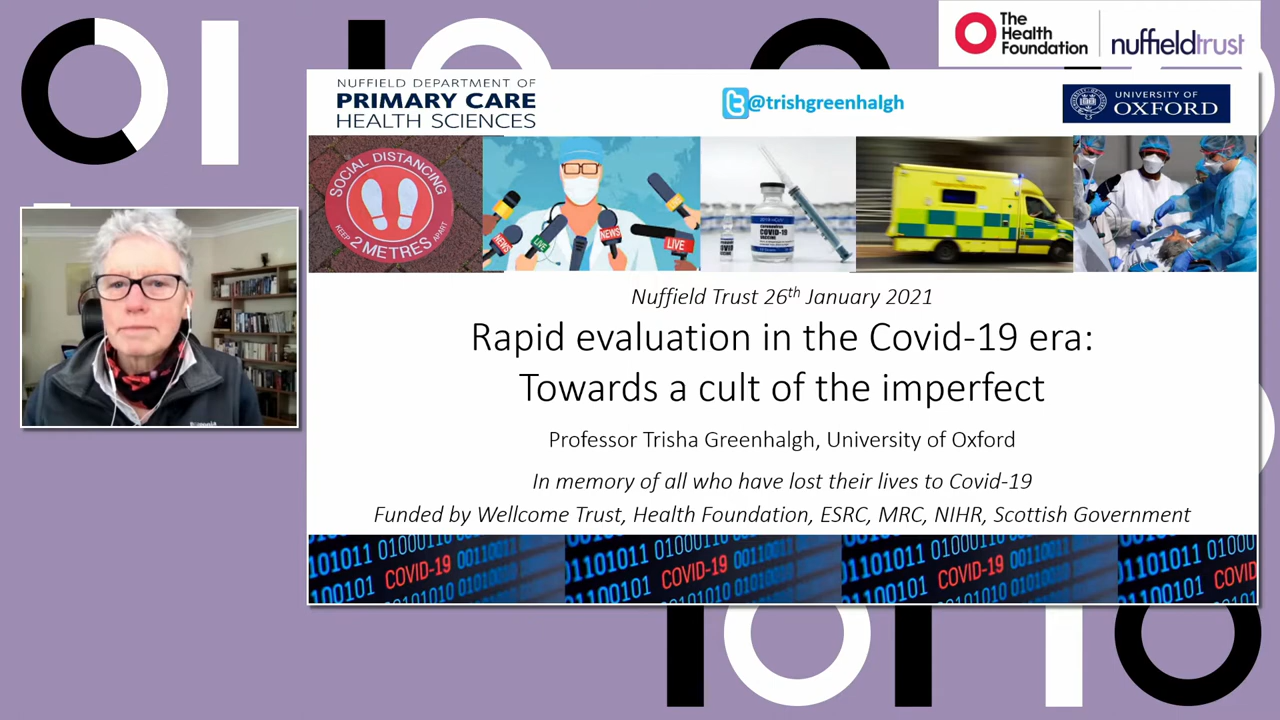 The
Health
Foundation
nuffieldtrust
NUFFIELD DEPARTMENT OF
PRIMARY CARE
HEALTH SCIENCES
@trishgreenhalgh
UNIVERSITY OF
OXFORD
SOCIAL DISTANCING
KEEP 2 METRES APART
NEWS
LIVE
NEWS
LIVE
COVID-19
Nuffield Trust 26th January 2021
Rapid evaluation in the Covid-19 era:
Towards a cult of the imperfect
Professor Trisha Greenhalgh, University of Oxford
In memory of all who have lost their lives to Covid-19
Funded by Wellcome Trust, Health Foundation, ESRC, MRC, NIHR, Scottish Government
COVID-19
COVID-19
COVID-19
COVID